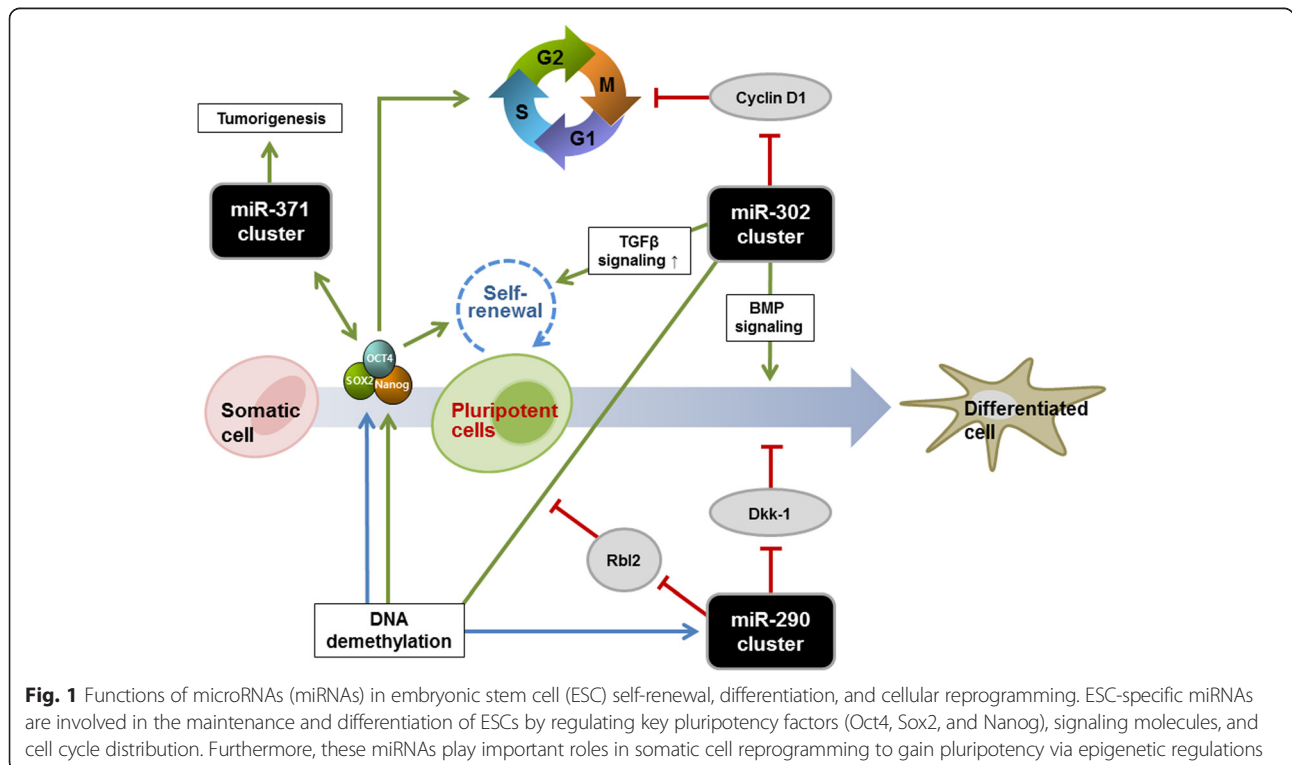 G2
M
S
G1
Cyclin D1
Tumorigenesis
miR-371
cluster
miR-302
cluster
TGFβ
signaling ↑
Self-
renewal
BMP
signaling
OCT4
SOX2
Nanog
Somatic
cell
Pluripotent
cells
Differentiated
cell
Dkk-1
Rbl2
DNA
demethylation
miR-290
cluster
Fig. 1 Functions of microRNAs (miRNAs) in embryonic stem cell (ESC) self-renewal, differentiation, and cellular reprogramming. ESC-specific miRNAs
are involved in the maintenance and differentiation of ESCs by regulating key pluripotency factors (Oct4, Sox2, and Nanog), signaling molecules, and
cell cycle distribution. Furthermore, these miRNAs play important roles in somatic cell reprogramming to gain pluripotency via epigenetic regulations